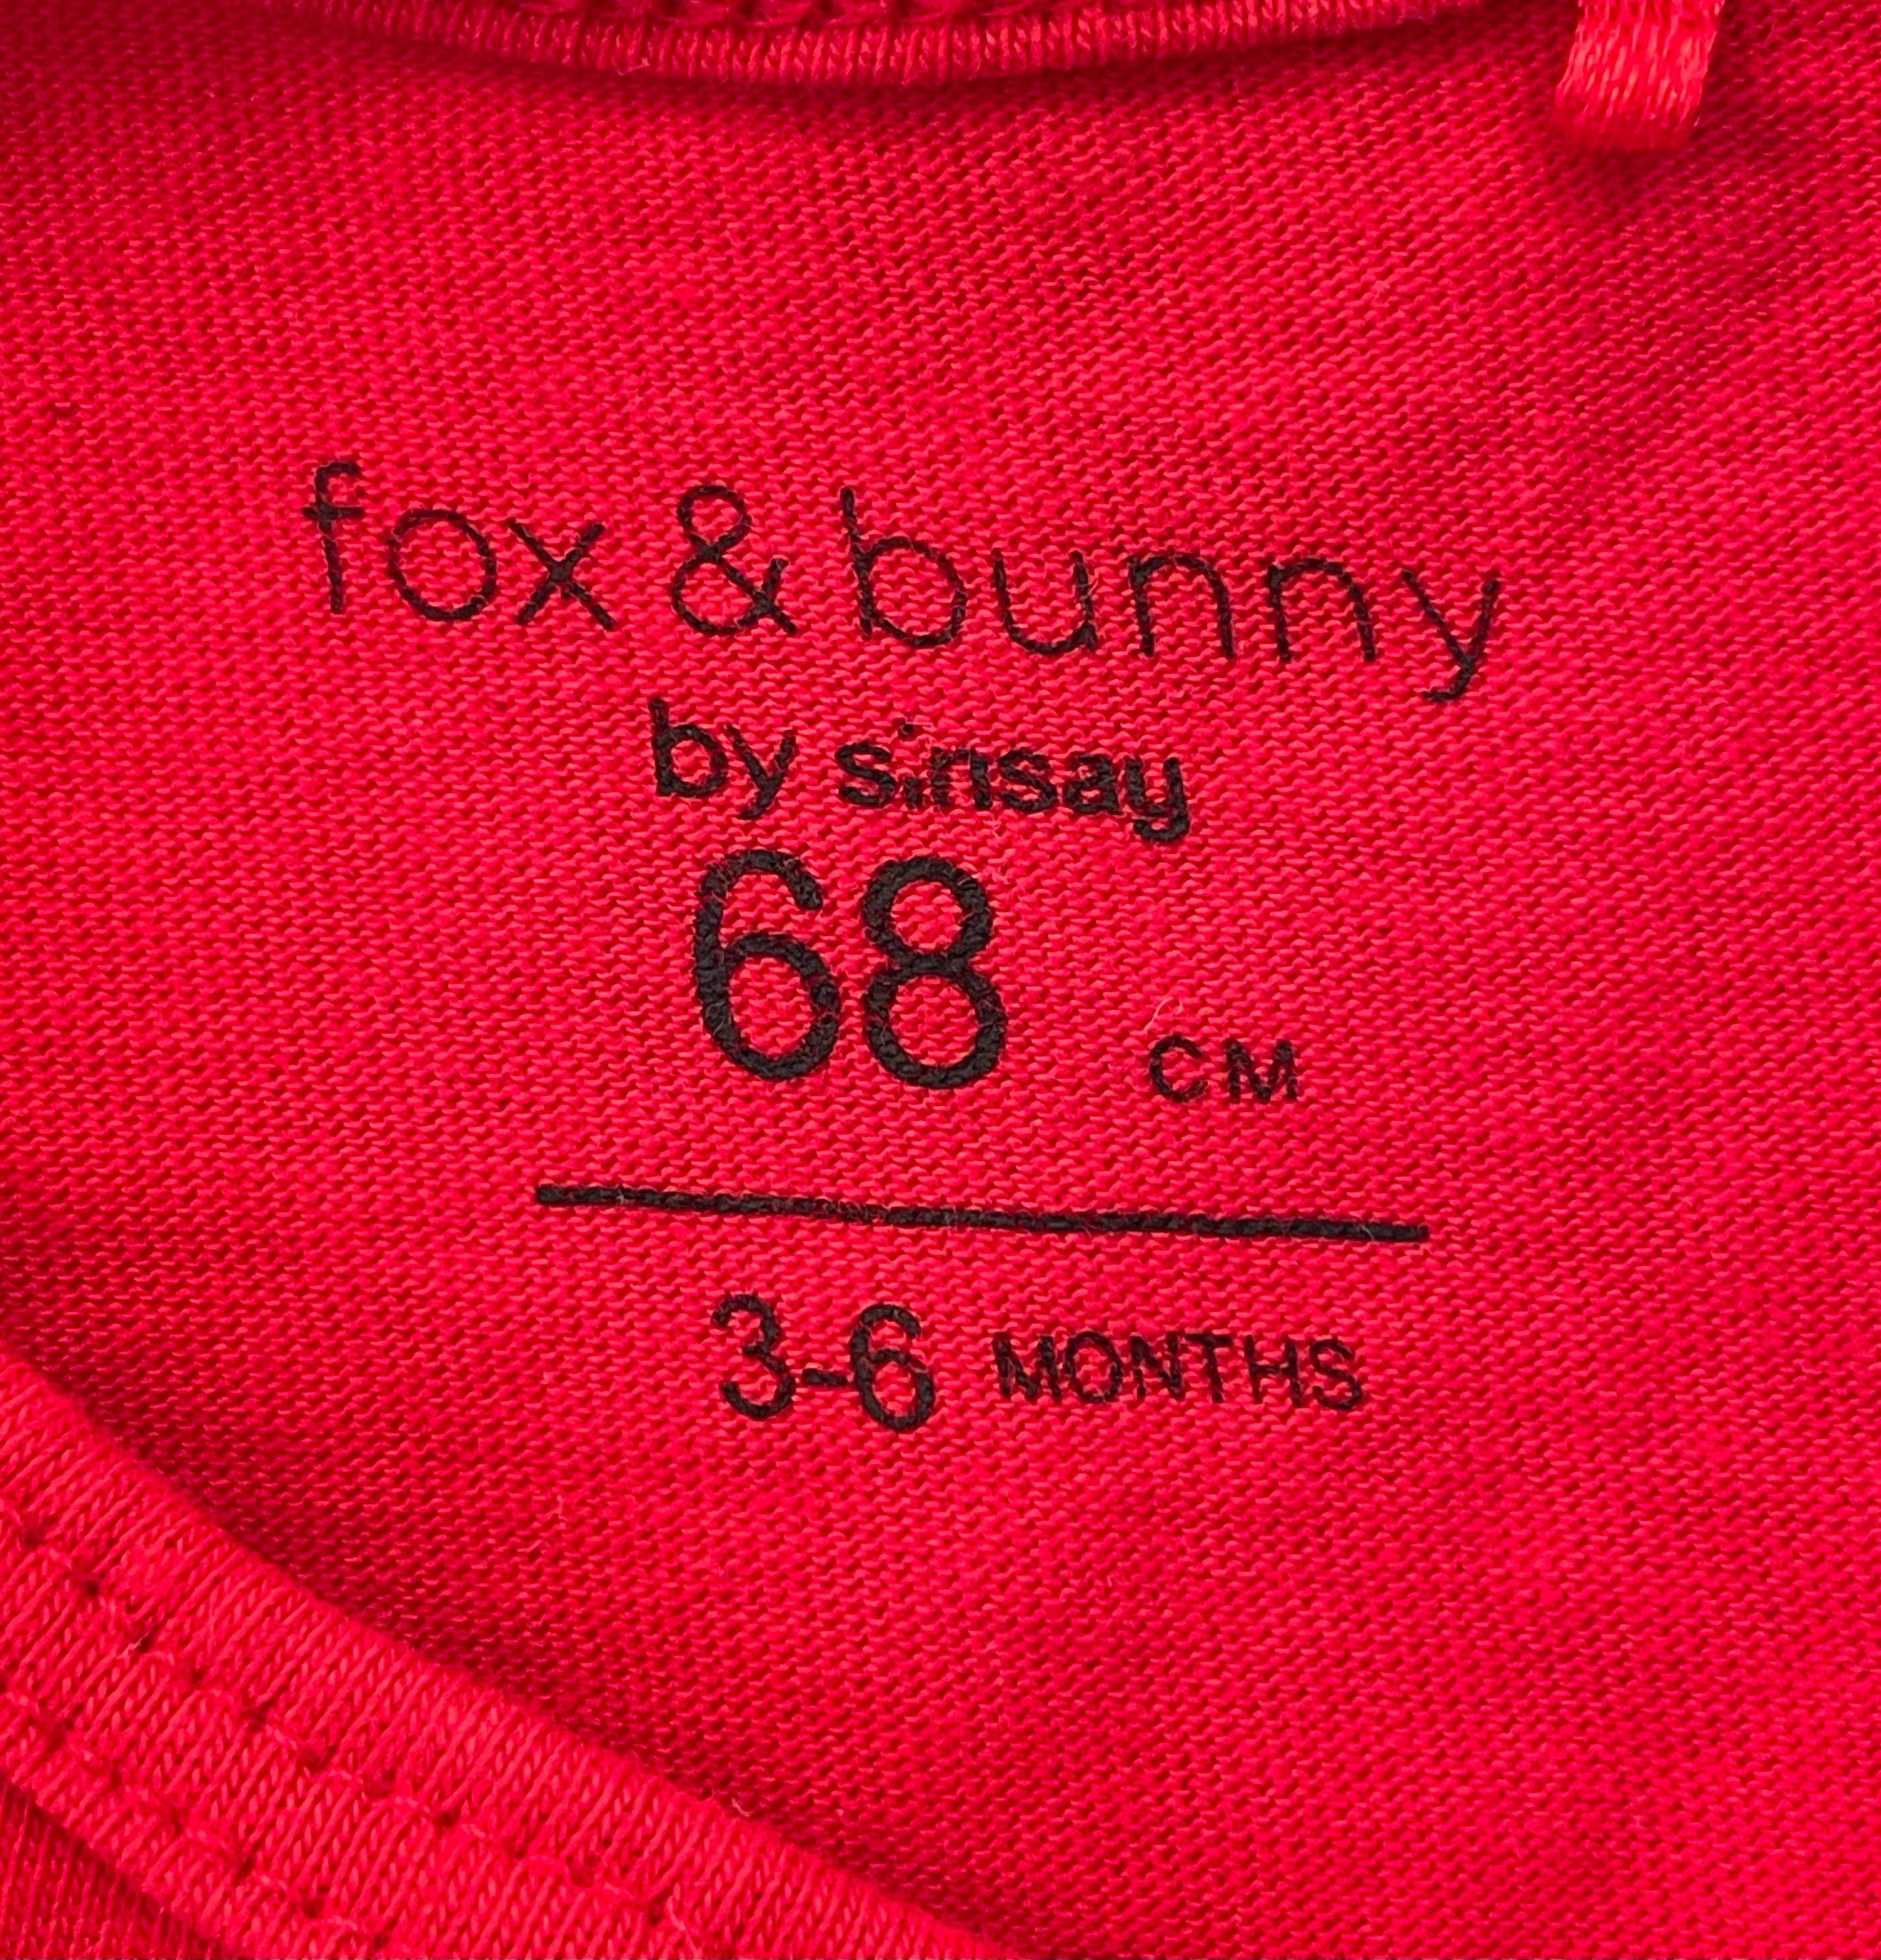 fox & bunny
by sinsay
68 CM
3-6 MONTHS